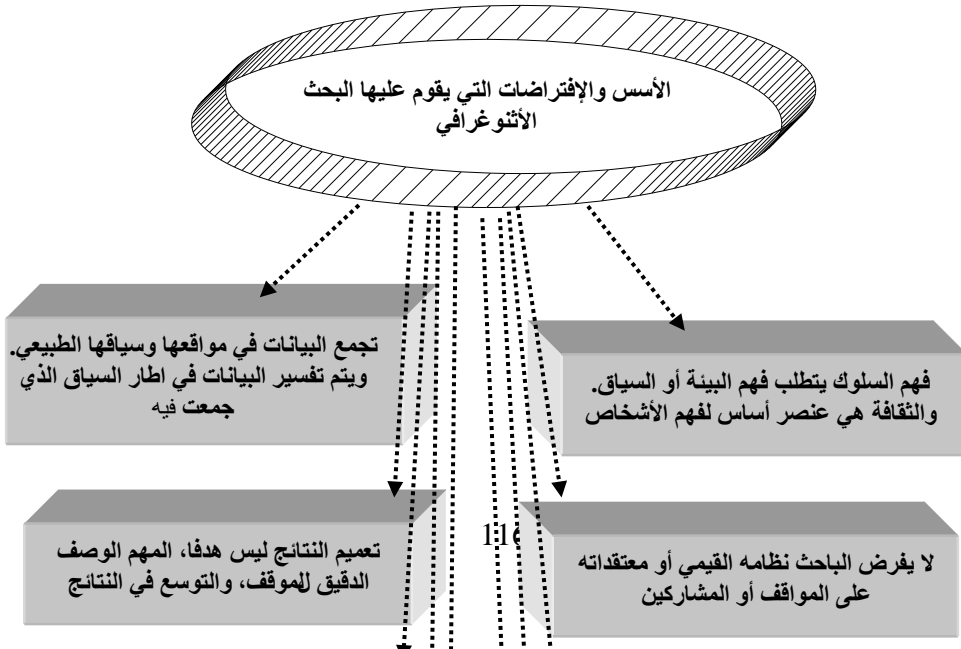 الأسس والإفتراضات التي يقوم عليها البحث
الأثنوغرافي
فهم السلوك يتطلب فهم البيئة أو السياق.
والثقافة هي عنصر أساس لفهم الأشخاص
تجمع البيانات في مواقعها وسياقها الطبيعي.
ويتم تفسير البيانات في اطار السياق الذي
جمعت فيه
لا يفرض الباحث نظامه القيمي أو معتقداته
على المواقف أو المشاركين
تعميم النتائج ليس هدفا، المهم الوصف
الدقيق للموقف، والتوسع في النتائج
116